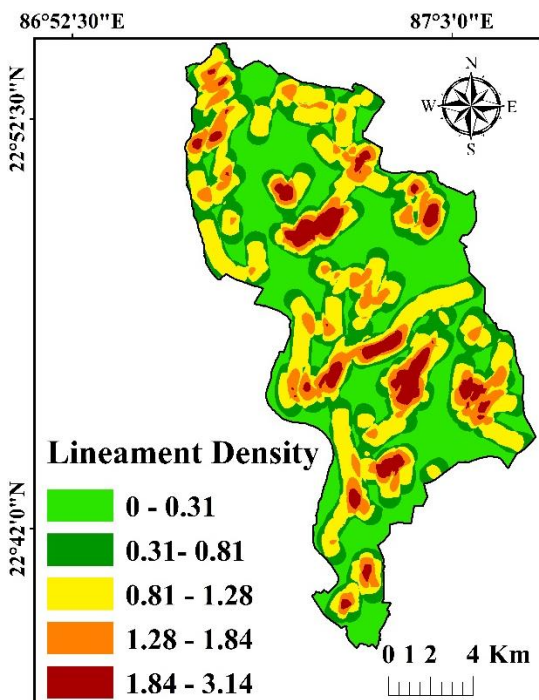 86°52'30"E 87°3'0"E
22°52'30"N
N
W E
S
22°42'0"N
Lineament Density
0 - 0.31
0.31- 0.81
0.81 - 1.28
1.28 - 1.84
1.84 - 3.14
0 1 2 4 Km